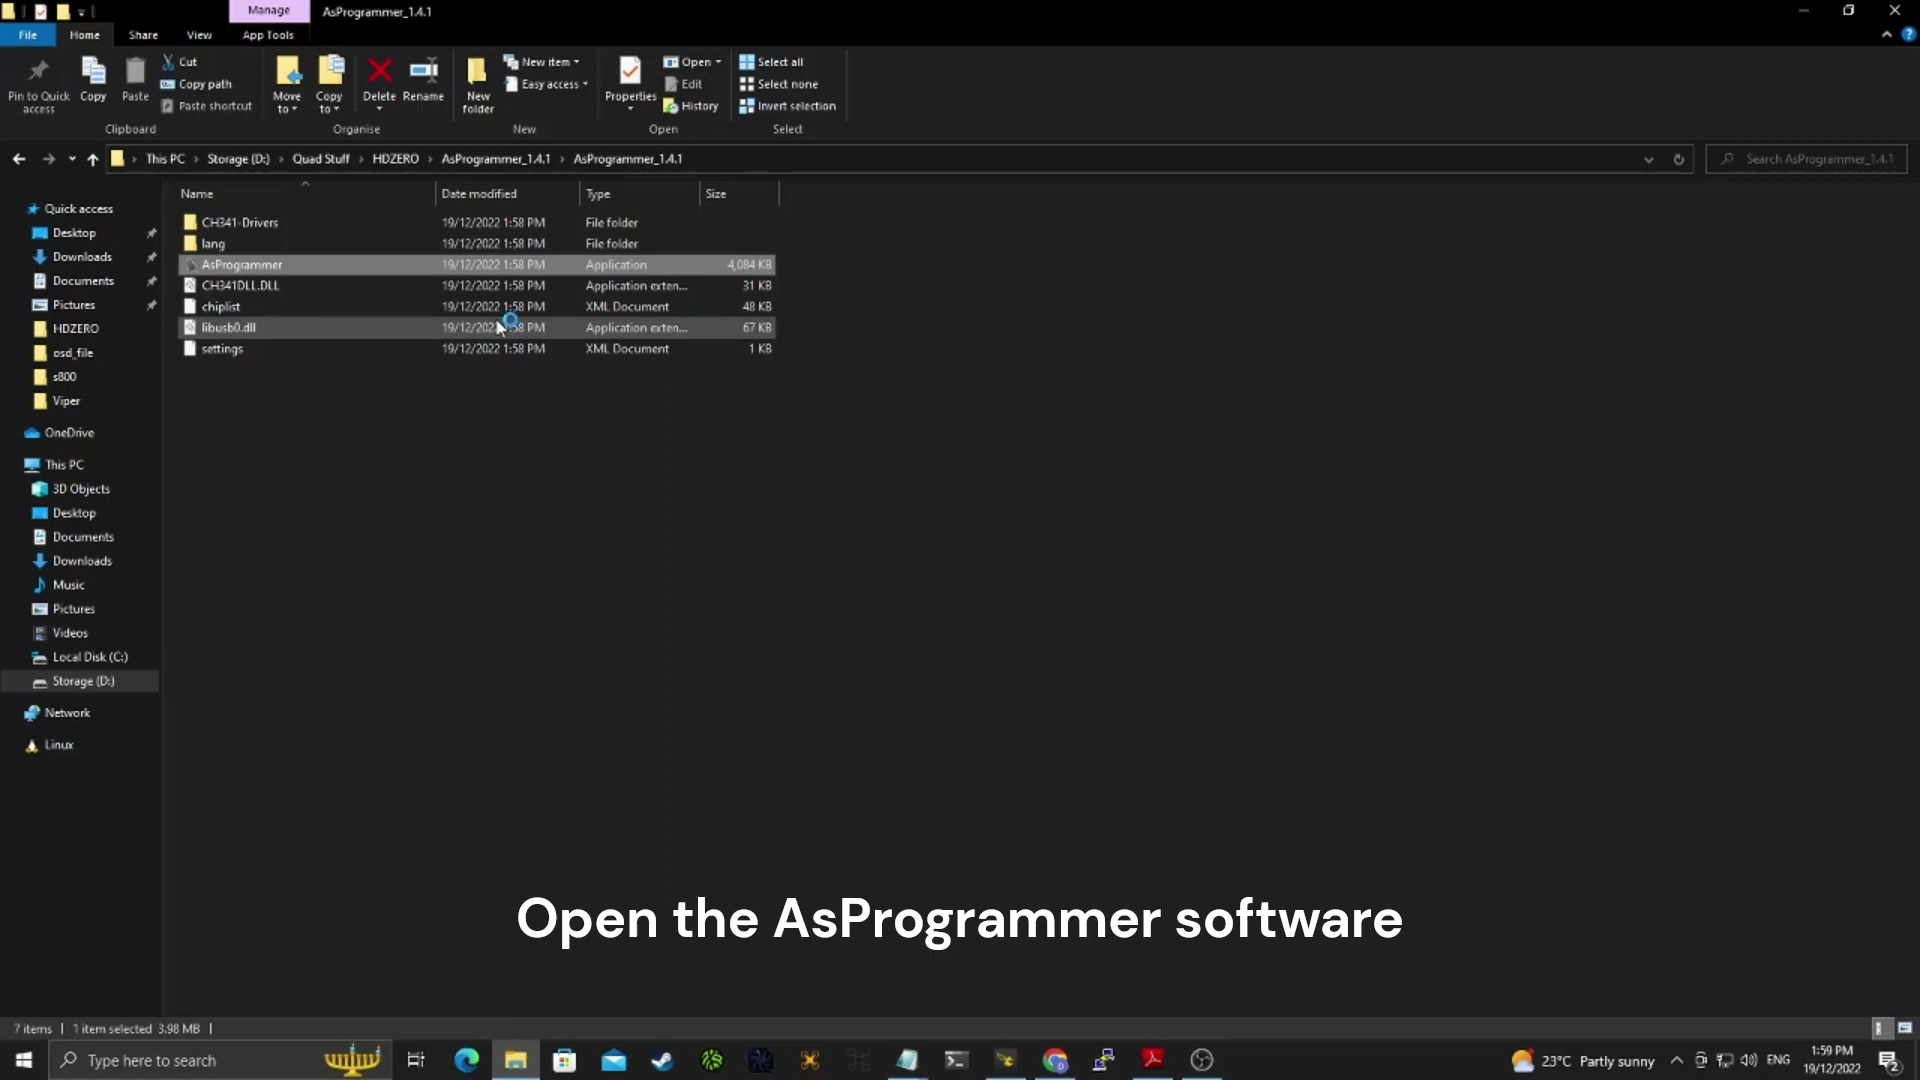 Manage
AsProgrammer_1.4.1
File
Home
Share
View
App Tools
Pin to Quick access
Copy
Paste
Cut
Copy path
Paste shortcut
Move to
Copy to
Delete
Rename
New folder
New item
Easy access
Properties
Open
Edit
History
Select all
Select none
Invert selection
Clipboard
Organise
New
Open
Select
This PC
Storage (D:)
Quad Stuff
HDZERO
AsProgrammer_1.4.1
AsProgrammer_1.4.1
Search AsProgrammer_1.4.1
Name
Date modified
Type
Size
CH341-Drivers 19/12/2022 1:58 PM File folder
lang 19/12/2022 1:58 PM File folder
AsProgrammer 19/12/2022 1:58 PM Application 4,084 KB
CH341DLL.DLL 19/12/2022 1:58 PM Application exten... 31 KB
chiplist 19/12/2022 1:58 PM XML Document 48 KB
libusb0.dll 19/12/2022 1:58 PM Application exten... 67 KB
settings 19/12/2022 1:58 PM XML Document 1 KB
Quick access
Desktop
Downloads
Documents
Pictures
HDZERO
osd_file
s800
Viper
OneDrive
This PC
3D Objects
Desktop
Documents
Downloads
Music
Pictures
Videos
Local Disk (C:)
Storage (D:)
Network
Linux
Open the AsProgrammer software
7 items
1 item selected 3.98 MB
Type here to search
23°C Partly sunny
ENG
1:59 PM
19/12/2022
2